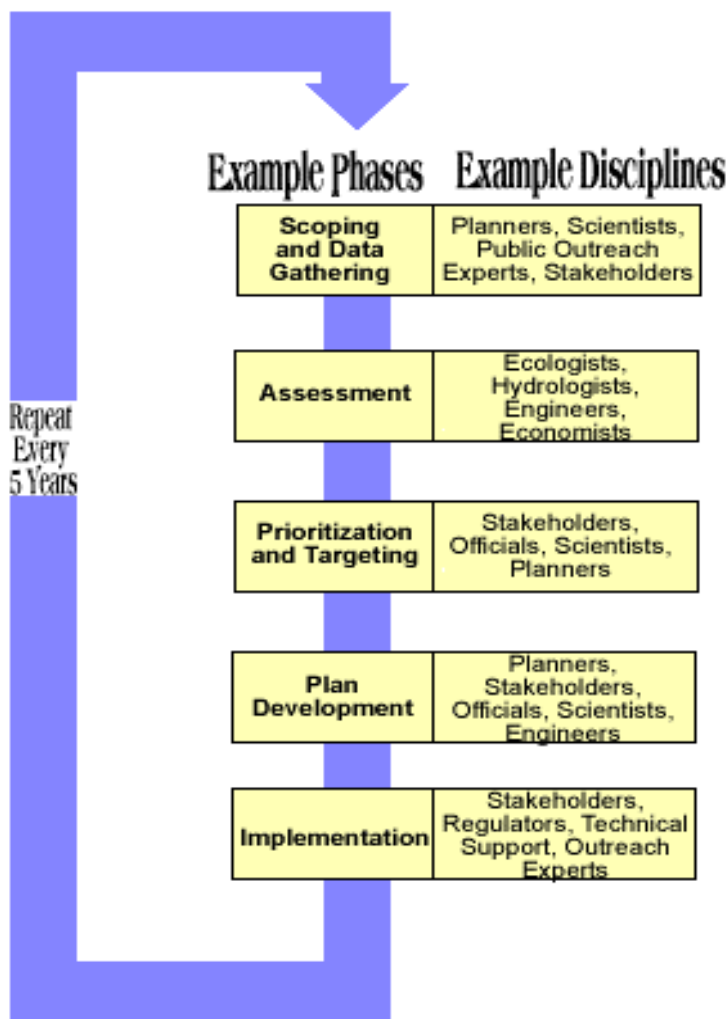 Example Phases
Example Disciplines
Scoping
and Data
Gathering
Planners, Scientists,
Public Outreach
Experts, Stakeholders
Assessment
Ecologists,
Hydrologists,
Engineers,
Economists
Repeat
Every
5 Years
Prioritization
and Targeting
Stakeholders,
Officials, Scientists,
Planners
Plan
Development
Planners,
Stakeholders,
Officials, Scientists,
Engineers
Implementation
Stakeholders,
Regulators, Technical
Support, Outreach
Experts